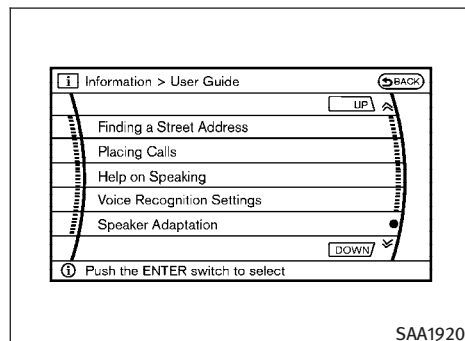 i Information > User Guide BACK
UP
Finding a Street Address
Placing Calls
Help on Speaking
Voice Recognition Settings
Speaker Adaptation
DOWN
i Push the ENTER switch to select
SAA1920